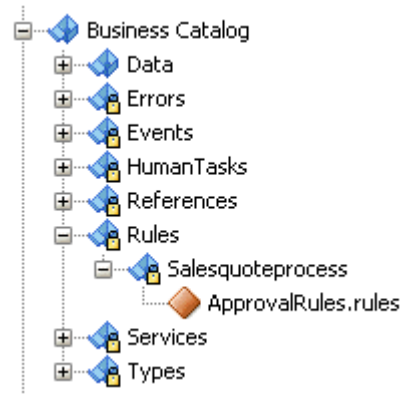 Business Catalog
Data
Errors
Events
HumanTasks
References
Rules
Salesquoteprocess
ApprovalRules.rules
Services
Types